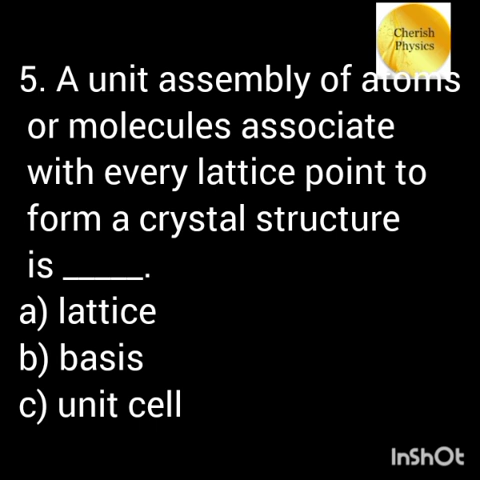 Cherish
Physics
5. A unit assembly of atoms
or molecules associate
with every lattice point to
form a crystal structure
is _____.
a) lattice
b) basis
c) unit cell
InShOt